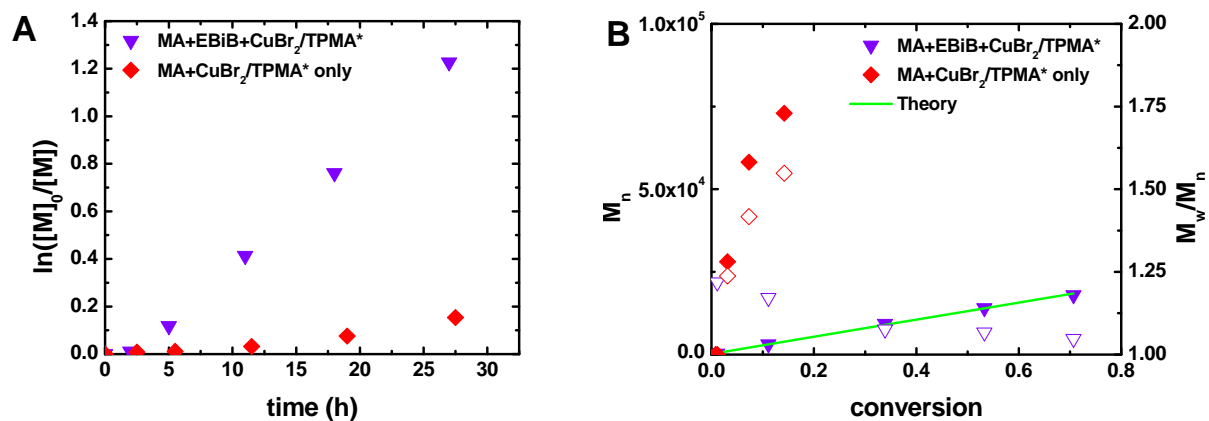 A
MA+EBiB+CuBr2/TPMA*
MA+CuBr2/TPMA* only
ln([M]0/[M])
1.4
1.2
1.0
0.8
0.6
0.4
0.2
0.0
0 5 10 15 20 25 30
time (h)
B
MA+EBiB+CuBr2/TPMA*
MA+CuBr2/TPMA* only
Theory
Mn
1.0x10^5
5.0x10^4
0.0
0.0 0.2 0.4 0.6 0.8
conversion
2.00
1.75
1.50
1.25
1.00
Mw/Mn